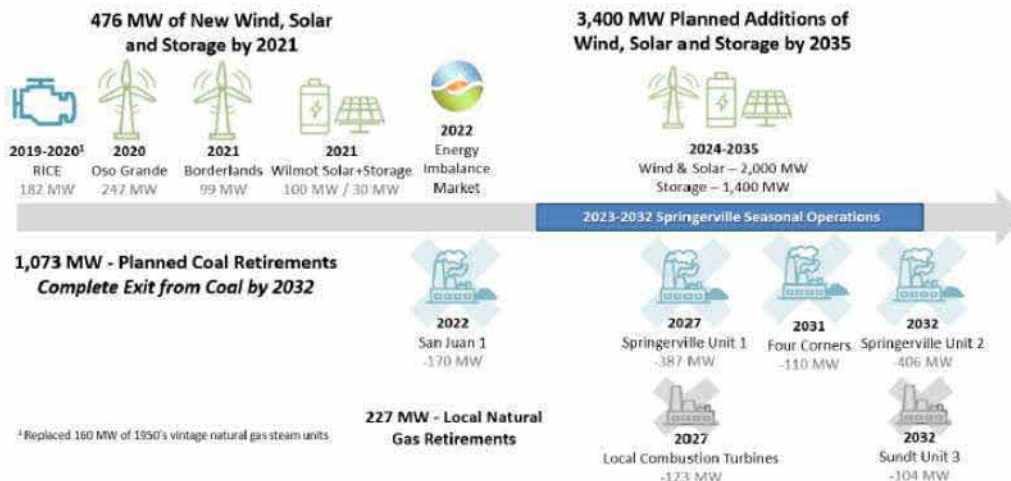 476 MW of New Wind, Solar
and Storage by 2021
3,400 MW Planned Additions of
Wind, Solar and Storage by 2035
2019-2020¹
RICE
182 MW
2020
Oso Grande
247 MW
2021
Borderlands
99 MW
2021
Wilmot Solar+Storage
100 MW / 30 MW
2022
Energy
Imbalance
Market
2024-2035
Wind & Solar – 2,000 MW
Storage – 1,400 MW
2023-2032 Springerville Seasonal Operations
1,073 MW - Planned Coal Retirements
Complete Exit from Coal by 2032
2022
San Juan 1
-170 MW
2027
Springerville Unit 1
-387 MW
2031
Four Corners
-110 MW
2032
Springerville Unit 2
-406 MW
227 MW - Local Natural
Gas Retirements
2027
Local Combustion Turbines
-123 MW
2032
Sundt Unit 3
-104 MW
¹Replaced 160 MW of 1950's vintage natural gas steam units